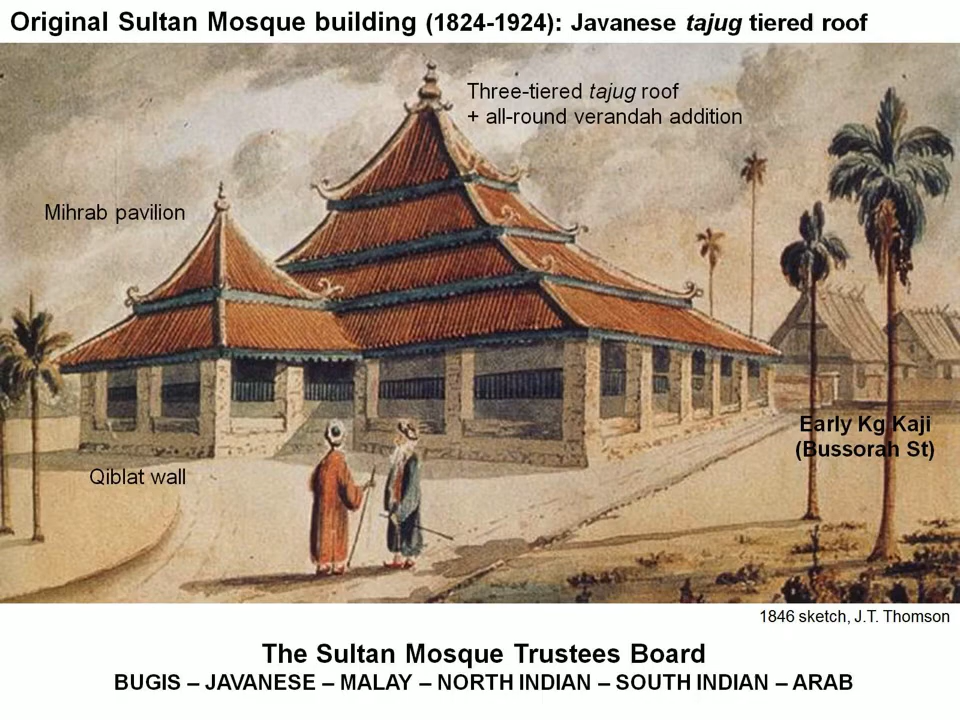 Original Sultan Mosque building (1824-1924): Javanese tajug tiered roof
Three-tiered tajug roof
+ all-round verandah addition
Mihrab pavilion
Early Kg Kaji
(Bussorah St)
Qiblat wall
1846 sketch, J.T. Thomson
The Sultan Mosque Trustees Board
BUGIS – JAVANESE – MALAY – NORTH INDIAN – SOUTH INDIAN – ARAB